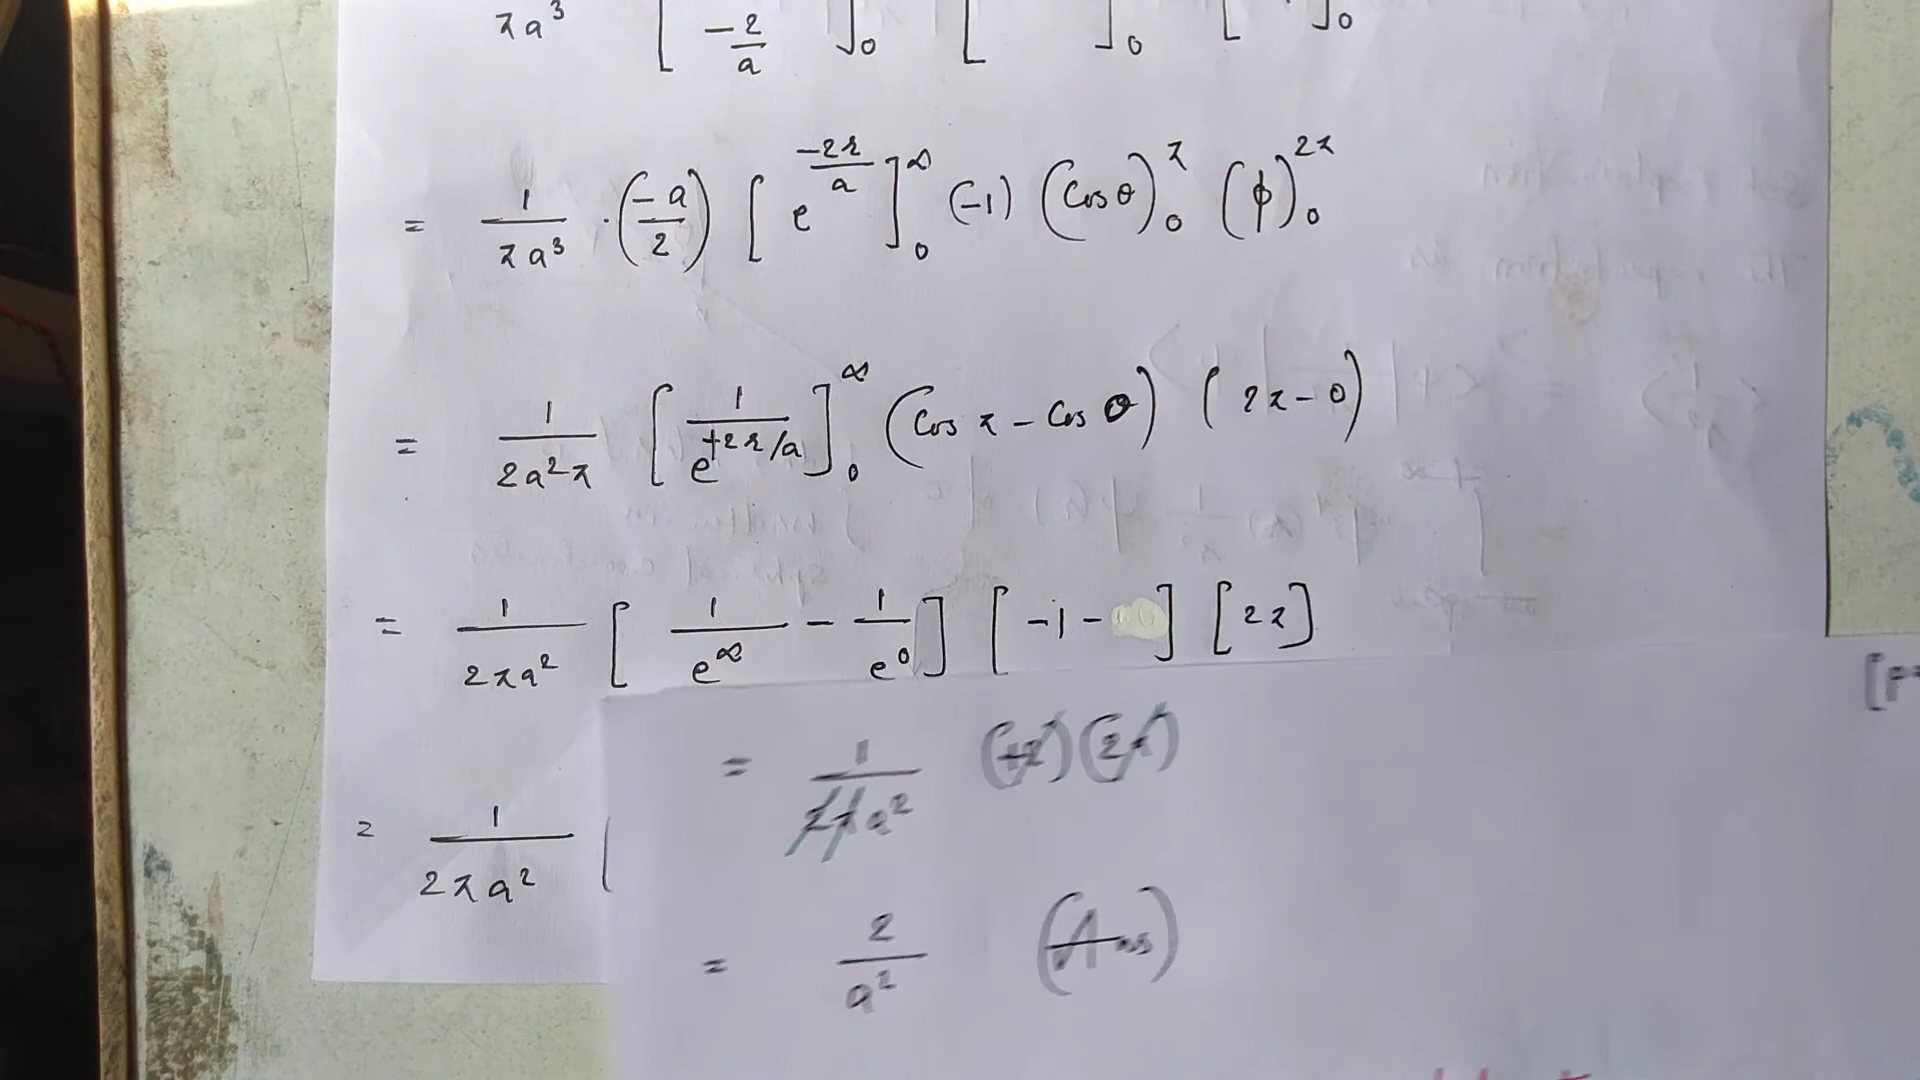 πa³ [ -2/a ]₀ [ ]₀ [ ]₀
= 1/πa³ · (-a/2) [ e^(-2r/a) ]₀^∞ (-1) (Cos θ)₀^π (ϕ)₀^2π
= 1/2a²π [ 1/e^(+2r/a) ]₀^∞ (Cos π - Cos 0) (2π - 0)
= 1/2πa² [ 1/e^∞ - 1/e⁰ ] [ -1 - ] [2π]
= 1/2πa² (+2)(2π)
= 1/2πa² [
= 2/a² (Ans)
[P